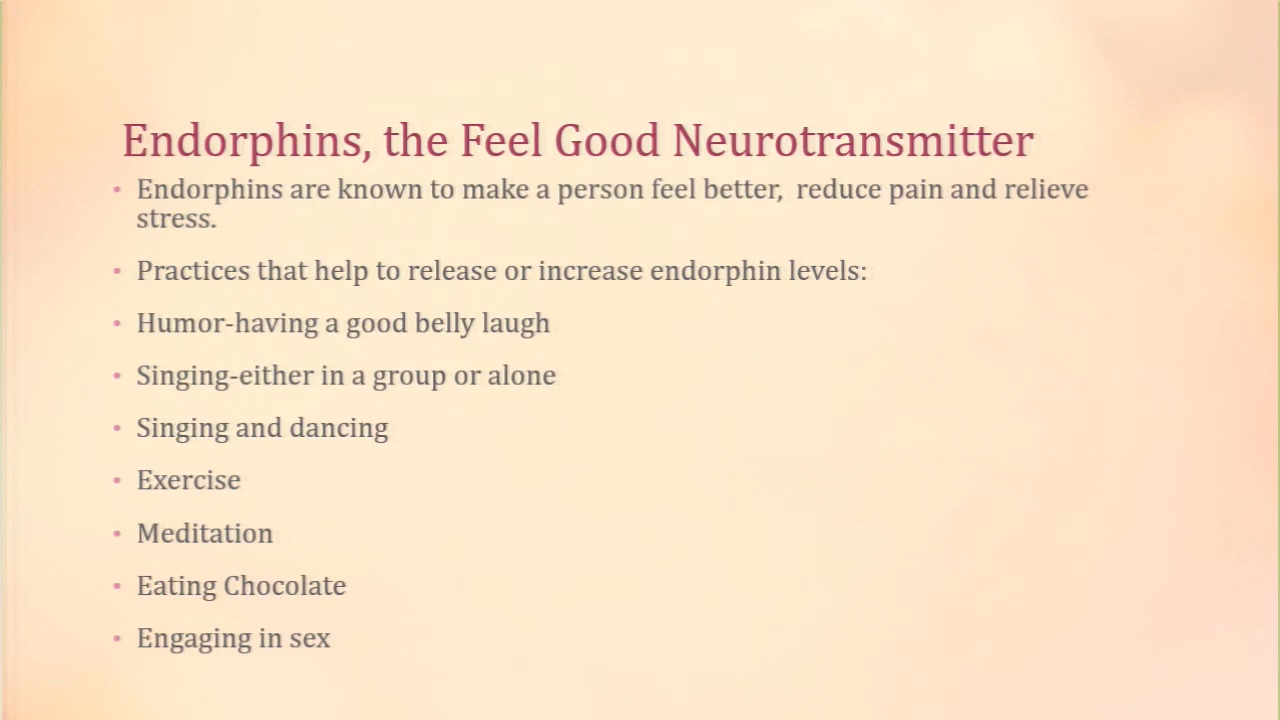 Endorphins, the Feel Good Neurotransmitter
• Endorphins are known to make a person feel better,  reduce pain and relieve
stress.
• Practices that help to release or increase endorphin levels:
• Humor-having a good belly laugh
• Singing-either in a group or alone
• Singing and dancing
• Exercise
• Meditation
• Eating Chocolate
• Engaging in sex